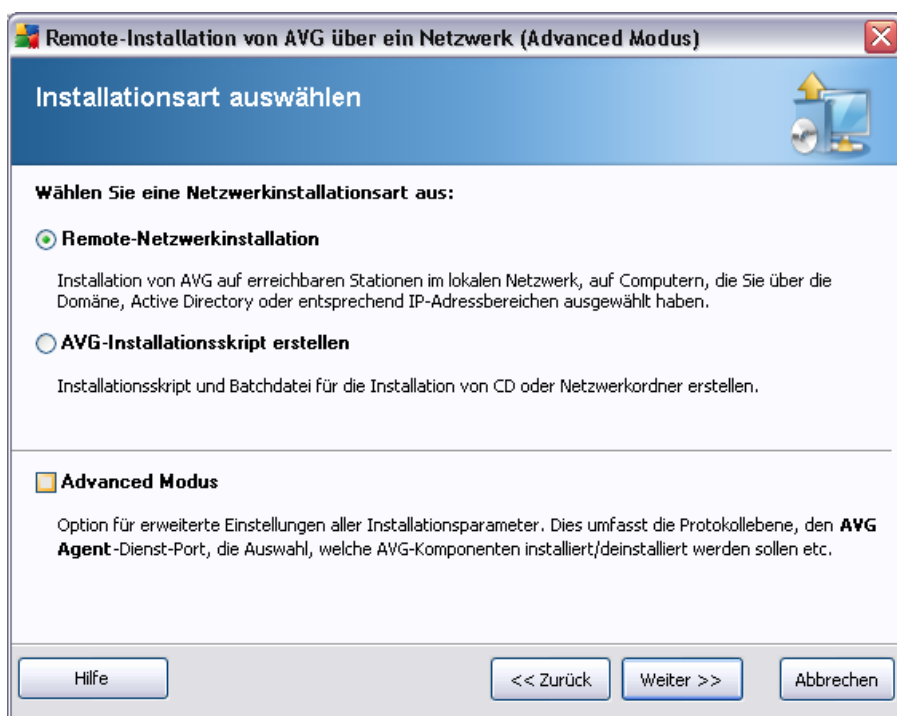 Remote-Installation von AVG über ein Netzwerk (Advanced Modus)
Installationsart auswählen
Wählen Sie eine Netzwerkinstallationsart aus:
Remote-Netzwerkinstallation
Installation von AVG auf erreichbaren Stationen im lokalen Netzwerk, auf Computern, die Sie über die
Domäne, Active Directory oder entsprechend IP-Adressbereichen ausgewählt haben.
AVG-Installationsskript erstellen
Installationsskript und Batchdatei für die Installation von CD oder Netzwerkordner erstellen.
Advanced Modus
Option für erweiterte Einstellungen aller Installationsparameter. Dies umfasst die Protokollebene, den AVG
Agent-Dienst-Port, die Auswahl, welche AVG-Komponenten installiert/deinstalliert werden sollen etc.
Hilfe
<< Zurück
Weiter >>
Abbrechen